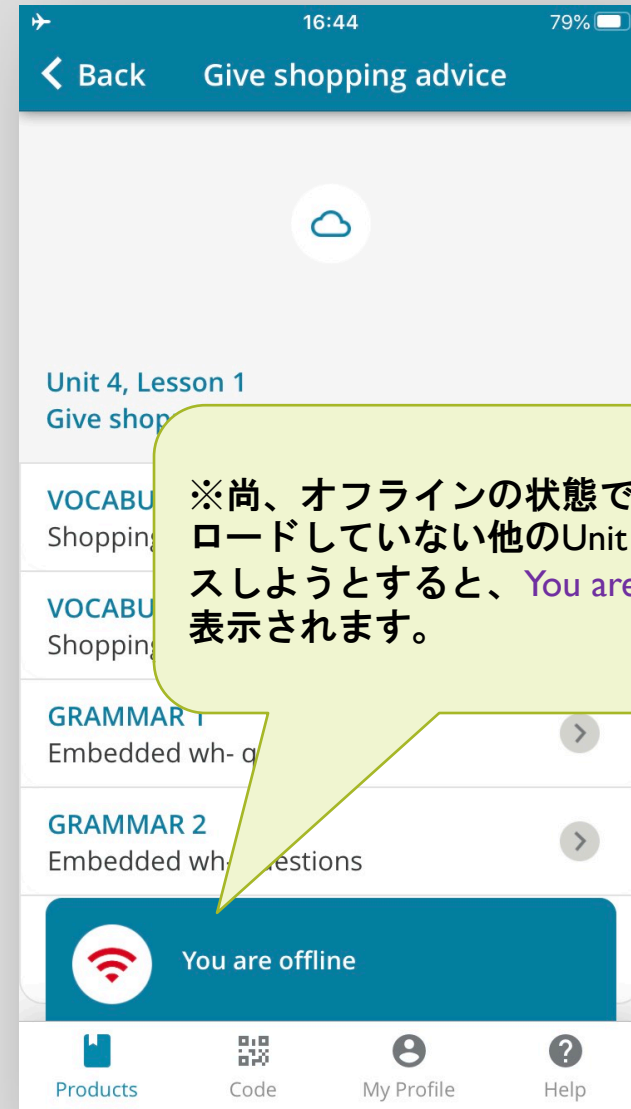 16:44
79%
Back
Give shopping advice
Unit 4, Lesson 1
Give shop
VOCABU
Shopping
VOCABU
Shopping
※尚、オフラインの状態で
ロードしていない他のUnit
スしようとすると、You are
表示されます。
GRAMMAR 1
Embedded wh- q
GRAMMAR 2
Embedded wh- questions
You are offline
Products
Code
My Profile
Help